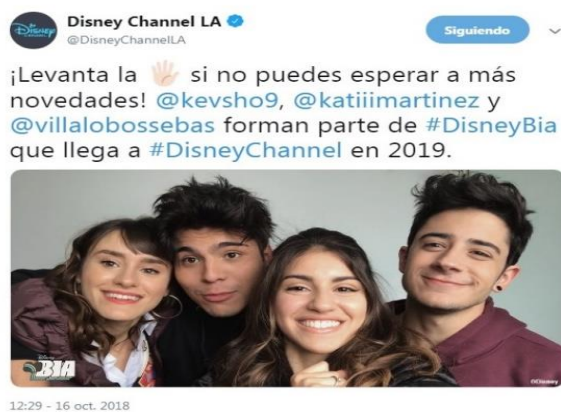 Disney
Disney Channel LA
@DisneyChannelLA
Siguiendo
¡Levanta la 🖐🏻 si no puedes esperar a más
novedades! @kevsho9, @katiiimartinez y
@villalobossebas forman parte de #DisneyBia
que llega a #DisneyChannel en 2019.
BIA
©Disney
12:29 - 16 oct. 2018